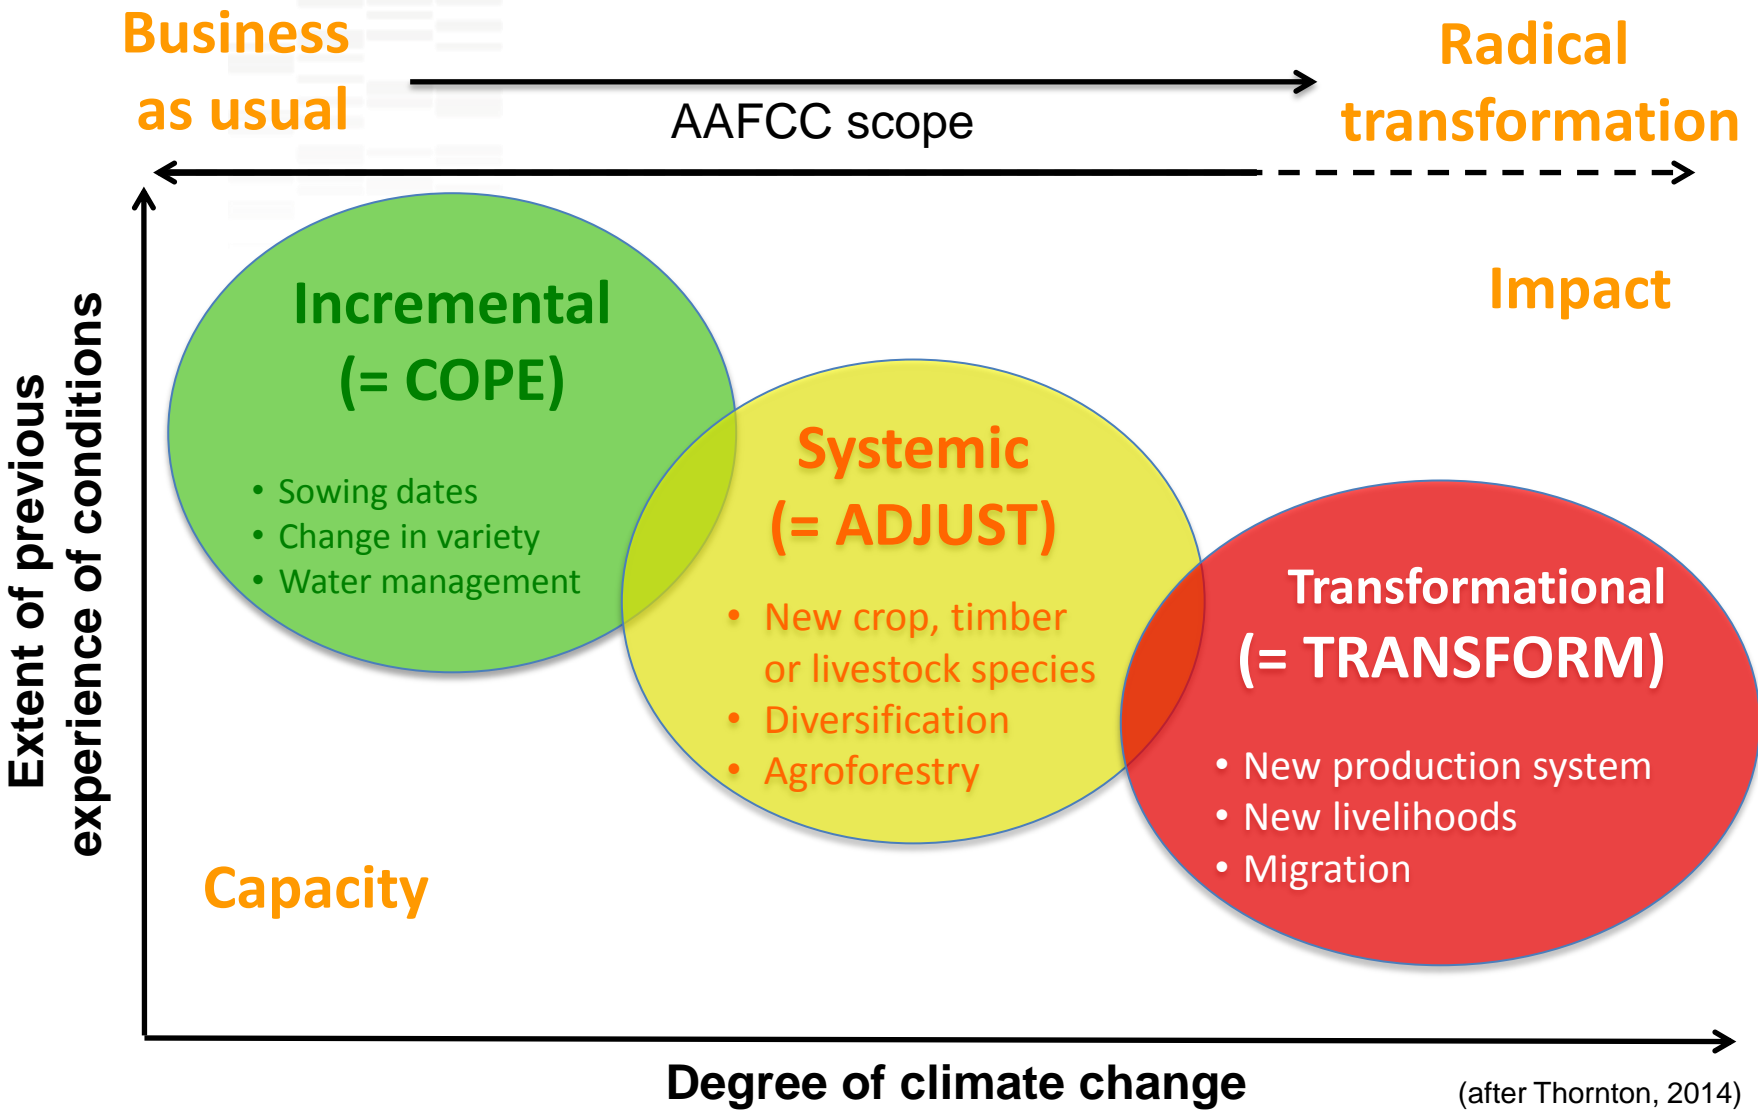 Business
as usual
Radical
transformation
AAFCC scope
Impact
Extent of previous
experience of conditions
Incremental
(= COPE)
• Sowing dates
• Change in variety
• Water management
Systemic
(= ADJUST)
• New crop, timber
or livestock species
• Diversification
• Agroforestry
Transformational
(= TRANSFORM)
• New production system
• New livelihoods
• Migration
Capacity
Degree of climate change
(after Thornton, 2014)